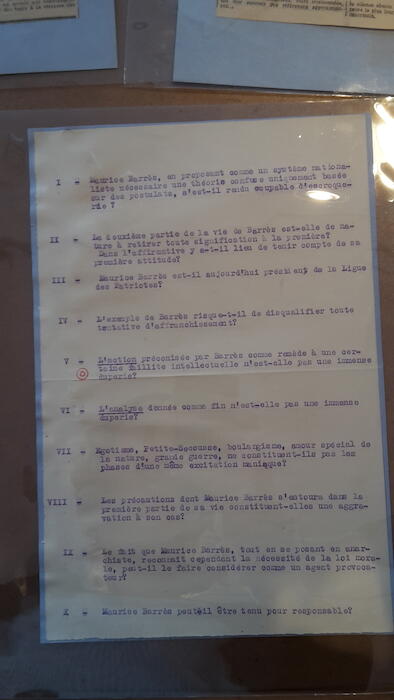 I - Maurice Barrès, en proposant comme un système nationa-
liste nécessaire une théorie confuse uniquement basée
sur des postulats, s'est-il rendu coupable d'escroque-
rie ?
II - La deuxième partie de la vie de Barrès est-elle de na-
ture à retirer toute signification à la première?
Dans l'affirmative y a-t-il lieu de tenir compte de sa
première attitude?
III - Maurice Barrès est-il aujourd'hui président de la Ligue
des Patriotes?
IV - L'exemple de Barrès risque-t-il de disqualifier toute
tentative d'affranchissement?
V - L'action préconisée par Barrès comme remède à une cer-
taine faillite intellectuelle n'est-elle pas une immense
duperie?
VI - L'analyse donnée comme fin n'est-elle pas une immense
duperie?
VII - Egotisme, Petite-Secousse, boulangisme, amour spécial de
la nature, grande guerre, ne constituent-ils pas les
phases d'une même excitation maniaque?
VIII - Les précautions dont Maurice Barrès s'entoure dans la
première partie de sa vie constituent-elles une aggra-
vation à son cas?
IX - Le fait que Maurice Barrès, tout en se posant en anar-
chiste, reconnait cependant la nécessité de la loi mora-
le, peut-il le faire considérer comme un agent provoca-
teur?
X - Maurice Barrès peut-il être tenu pour responsable?